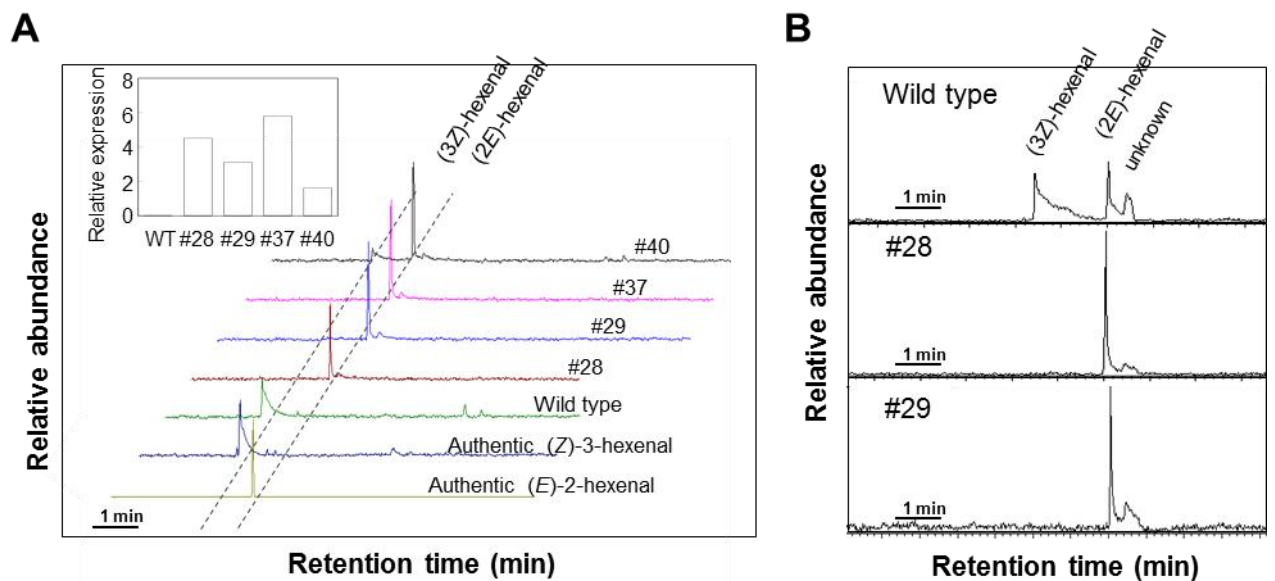 A
Relative abundance
Relative expression
8
6
4
2
0
WT #28 #29 #37 #40
(3Z)-hexenal
(2E)-hexenal
#40
#37
#29
#28
Wild type
Authentic (Z)-3-hexenal
Authentic (E)-2-hexenal
1 min
Retention time (min)
B
Relative abundance
Wild type
(3Z)-hexenal
(2E)-hexenal
unknown
1 min
#28
1 min
#29
1 min
Retention time (min)